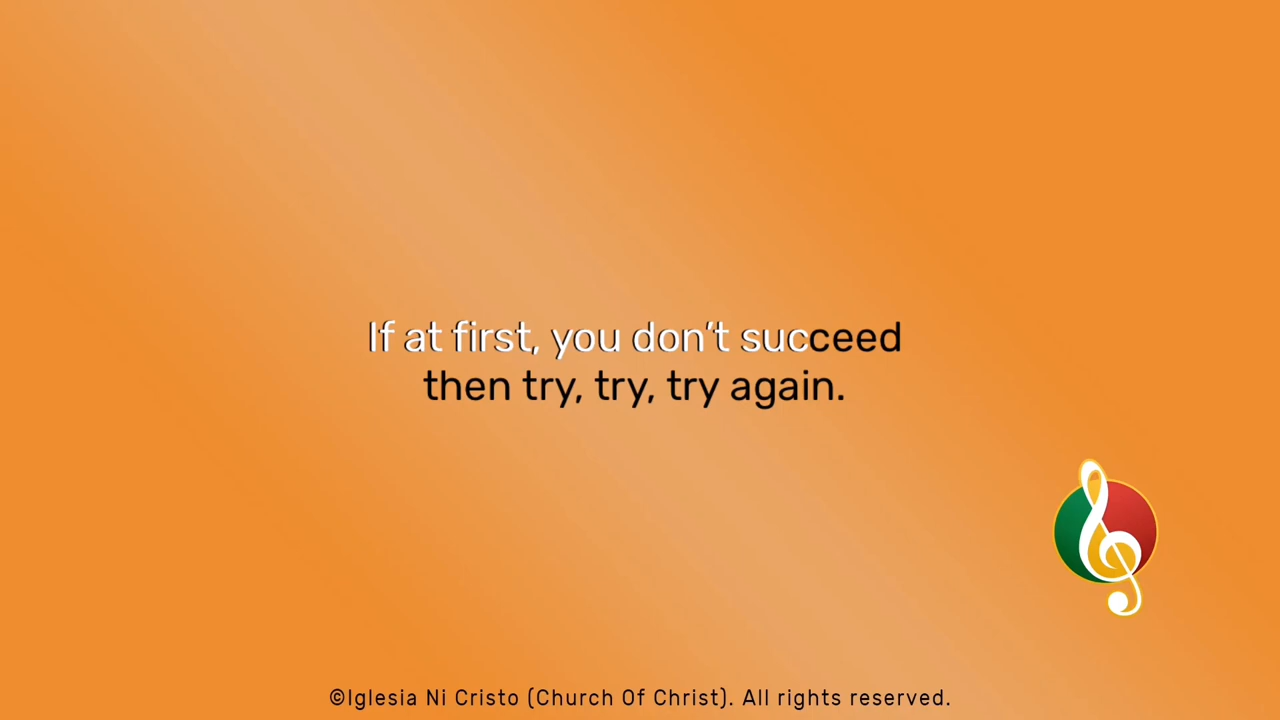 If at first, you don’t succeed
then try, try, try again.
©Iglesia Ni Cristo (Church Of Christ). All rights reserved.